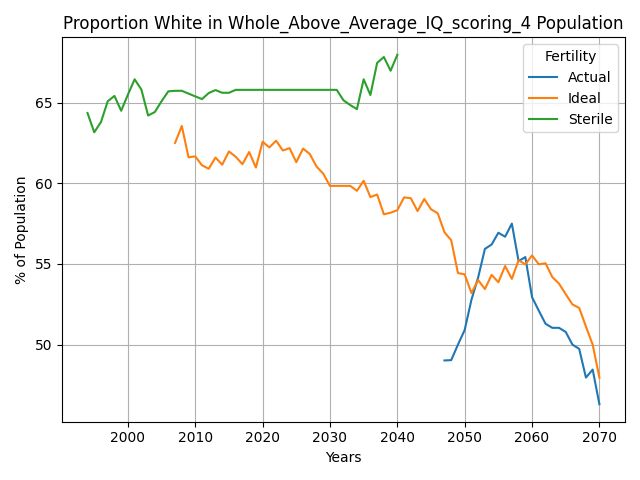 Proportion White in Whole_Above_Average_IQ_scoring_4 Population
Fertility
Actual
Ideal
Sterile
% of Population
65
60
55
50
2000 2010 2020 2030 2040 2050 2060 2070
Years